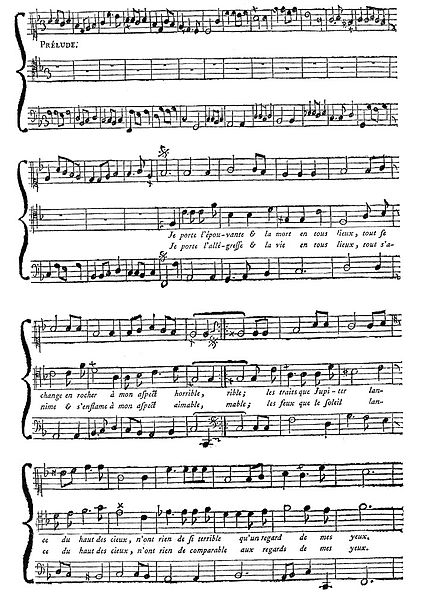 PRÉLUDE.
Je porte l'épou-vante & la mort en tous lieux, tout se
Je porte l'allé-gresse & la vie en tous lieux, tout s'a-
change en rocher à mon aspect horrible, rible; les traits que Jupi-ter lan-
nime & s'enflame à mon aspect aimable, mable; les feux que le soleil lan-
ce du haut des cieux, n'ont rien de si terrible qu'un regard de mes yeux.
ce du haut des cieux, n'ont rien de comparable aux regards de mes yeux.